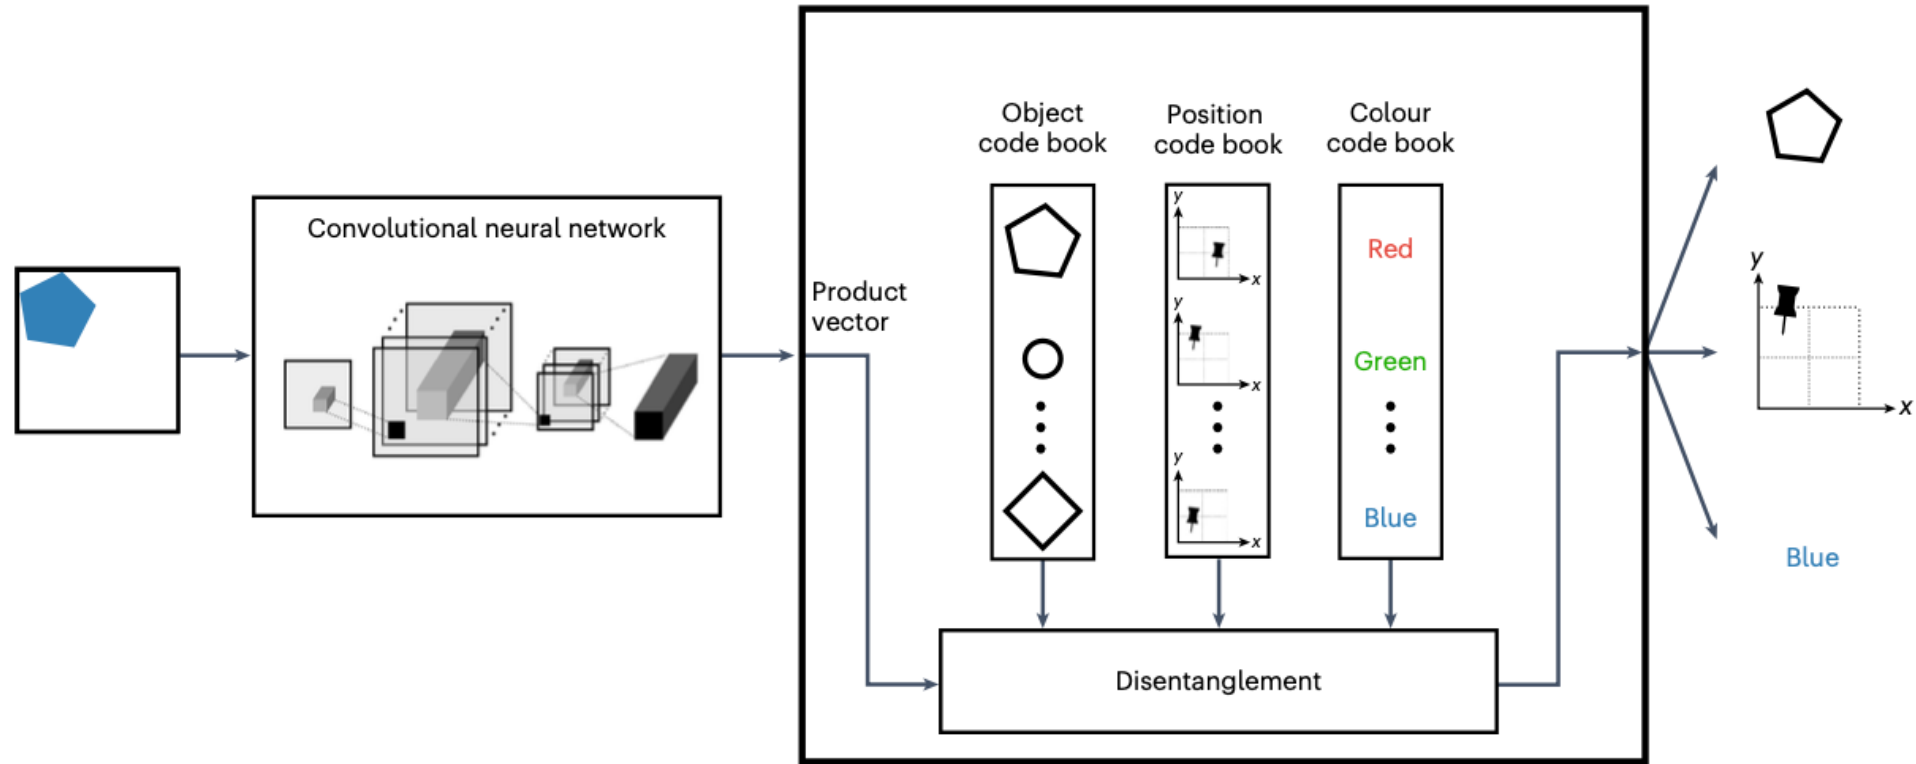 Convolutional neural network
Product
vector
Object
code book
Position
code book
Colour
code book
y
x
y
x
y
x
Red
Green
Blue
Disentanglement
y
x
Blue